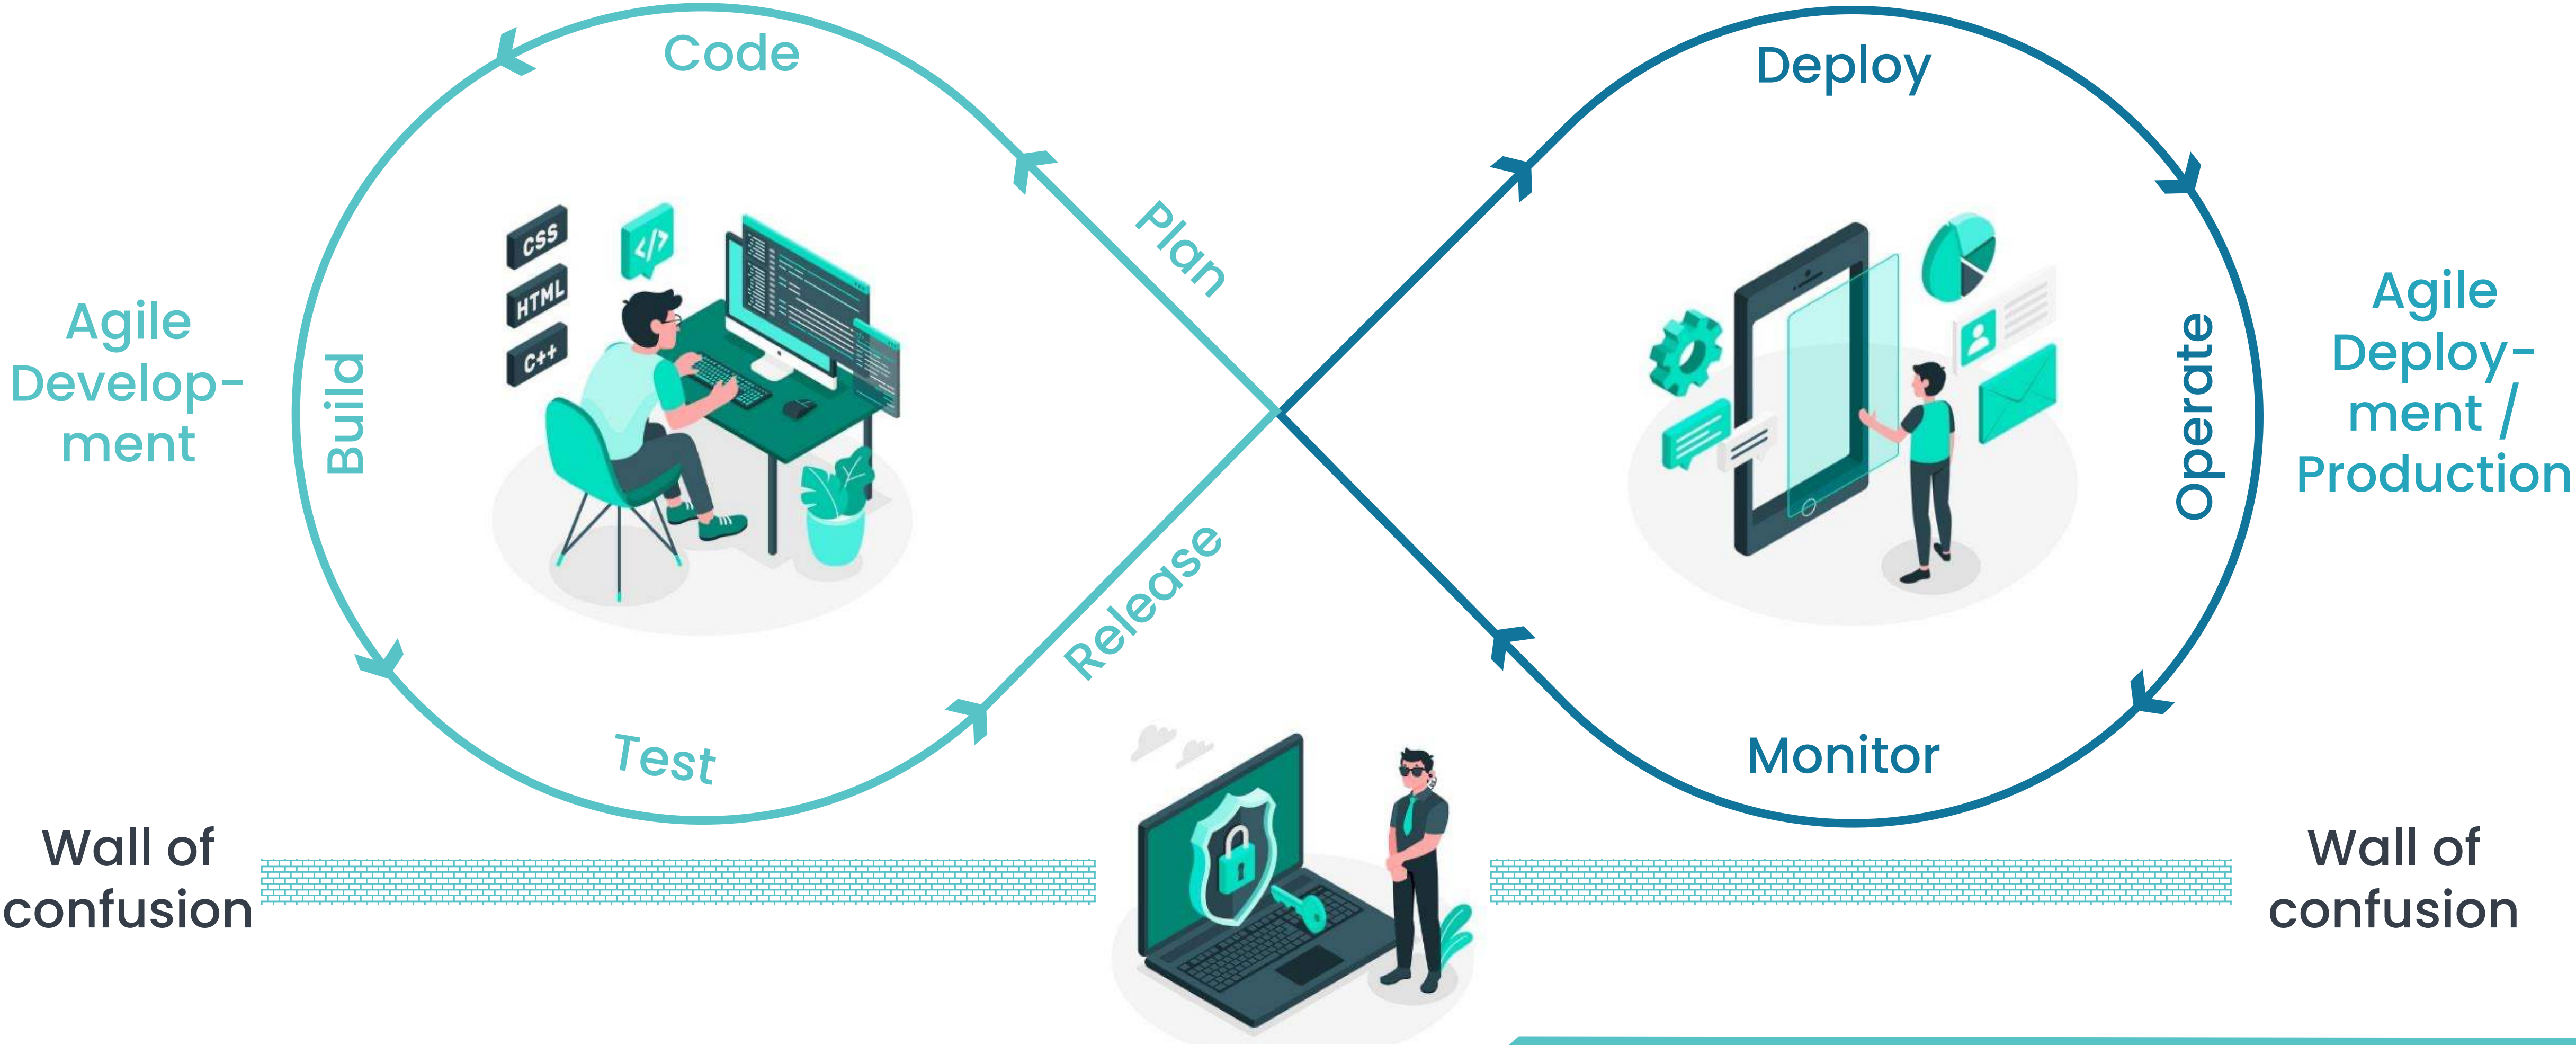 Code
Deploy
Plan
CSS
</>
HTML
C++
Agile
Develop-
ment
Build
Operate
Agile
Deploy-
ment /
Production
Release
Test
Monitor
Wall of
confusion
Wall of
confusion